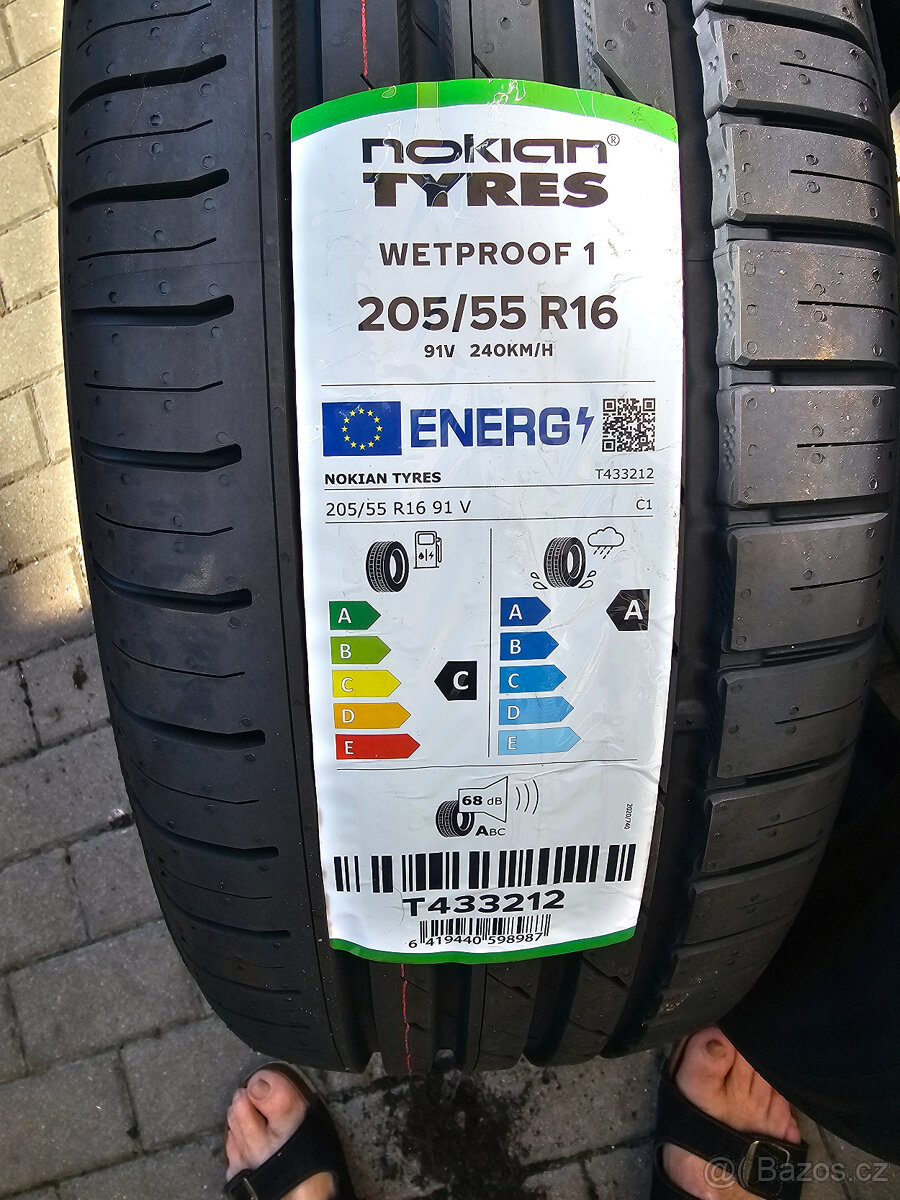 nokian®
TYRES
WETPROOF 1
205/55 R16
91V 240KM/H
ENERG
NOKIAN TYRES T433212
205/55 R16 91 V C1
A A A
B B
C C C
D D
E E
68 dB
ABC
2020/740
T433212
6 419440 598987
@ Bazos.cz